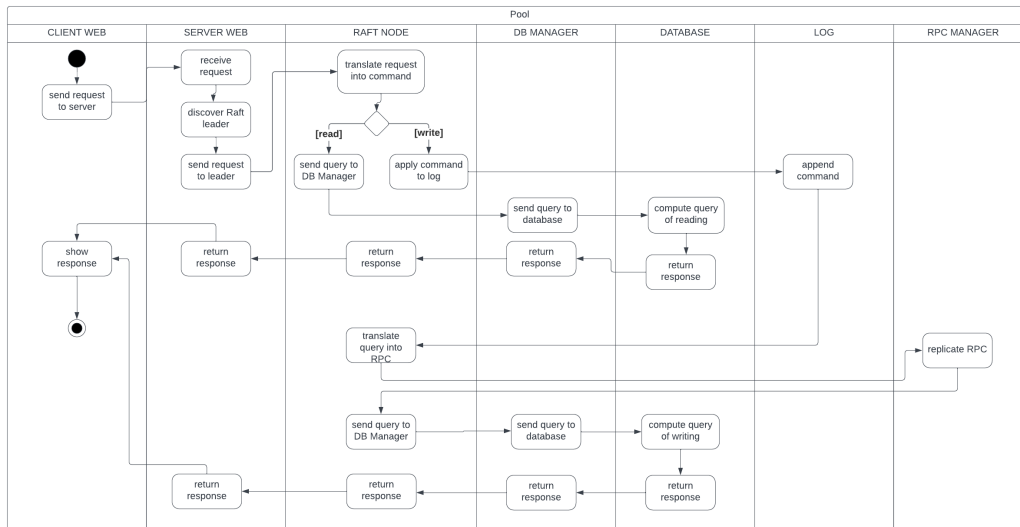 Pool
CLIENT WEB
SERVER WEB
RAFT NODE
DB MANAGER
DATABASE
LOG
RPC MANAGER
send request
to server
receive
request
discover Raft
leader
send request
to leader
translate request
into command
[read]
[write]
send query to
DB Manager
apply command
to log
append
command
send query to
database
compute query
of reading
show
response
return
response
return
response
return
response
return
response
translate
query into
RPC
replicate RPC
send query to
DB Manager
send query to
database
compute query
of writing
return
response
return
response
return
response
return
response